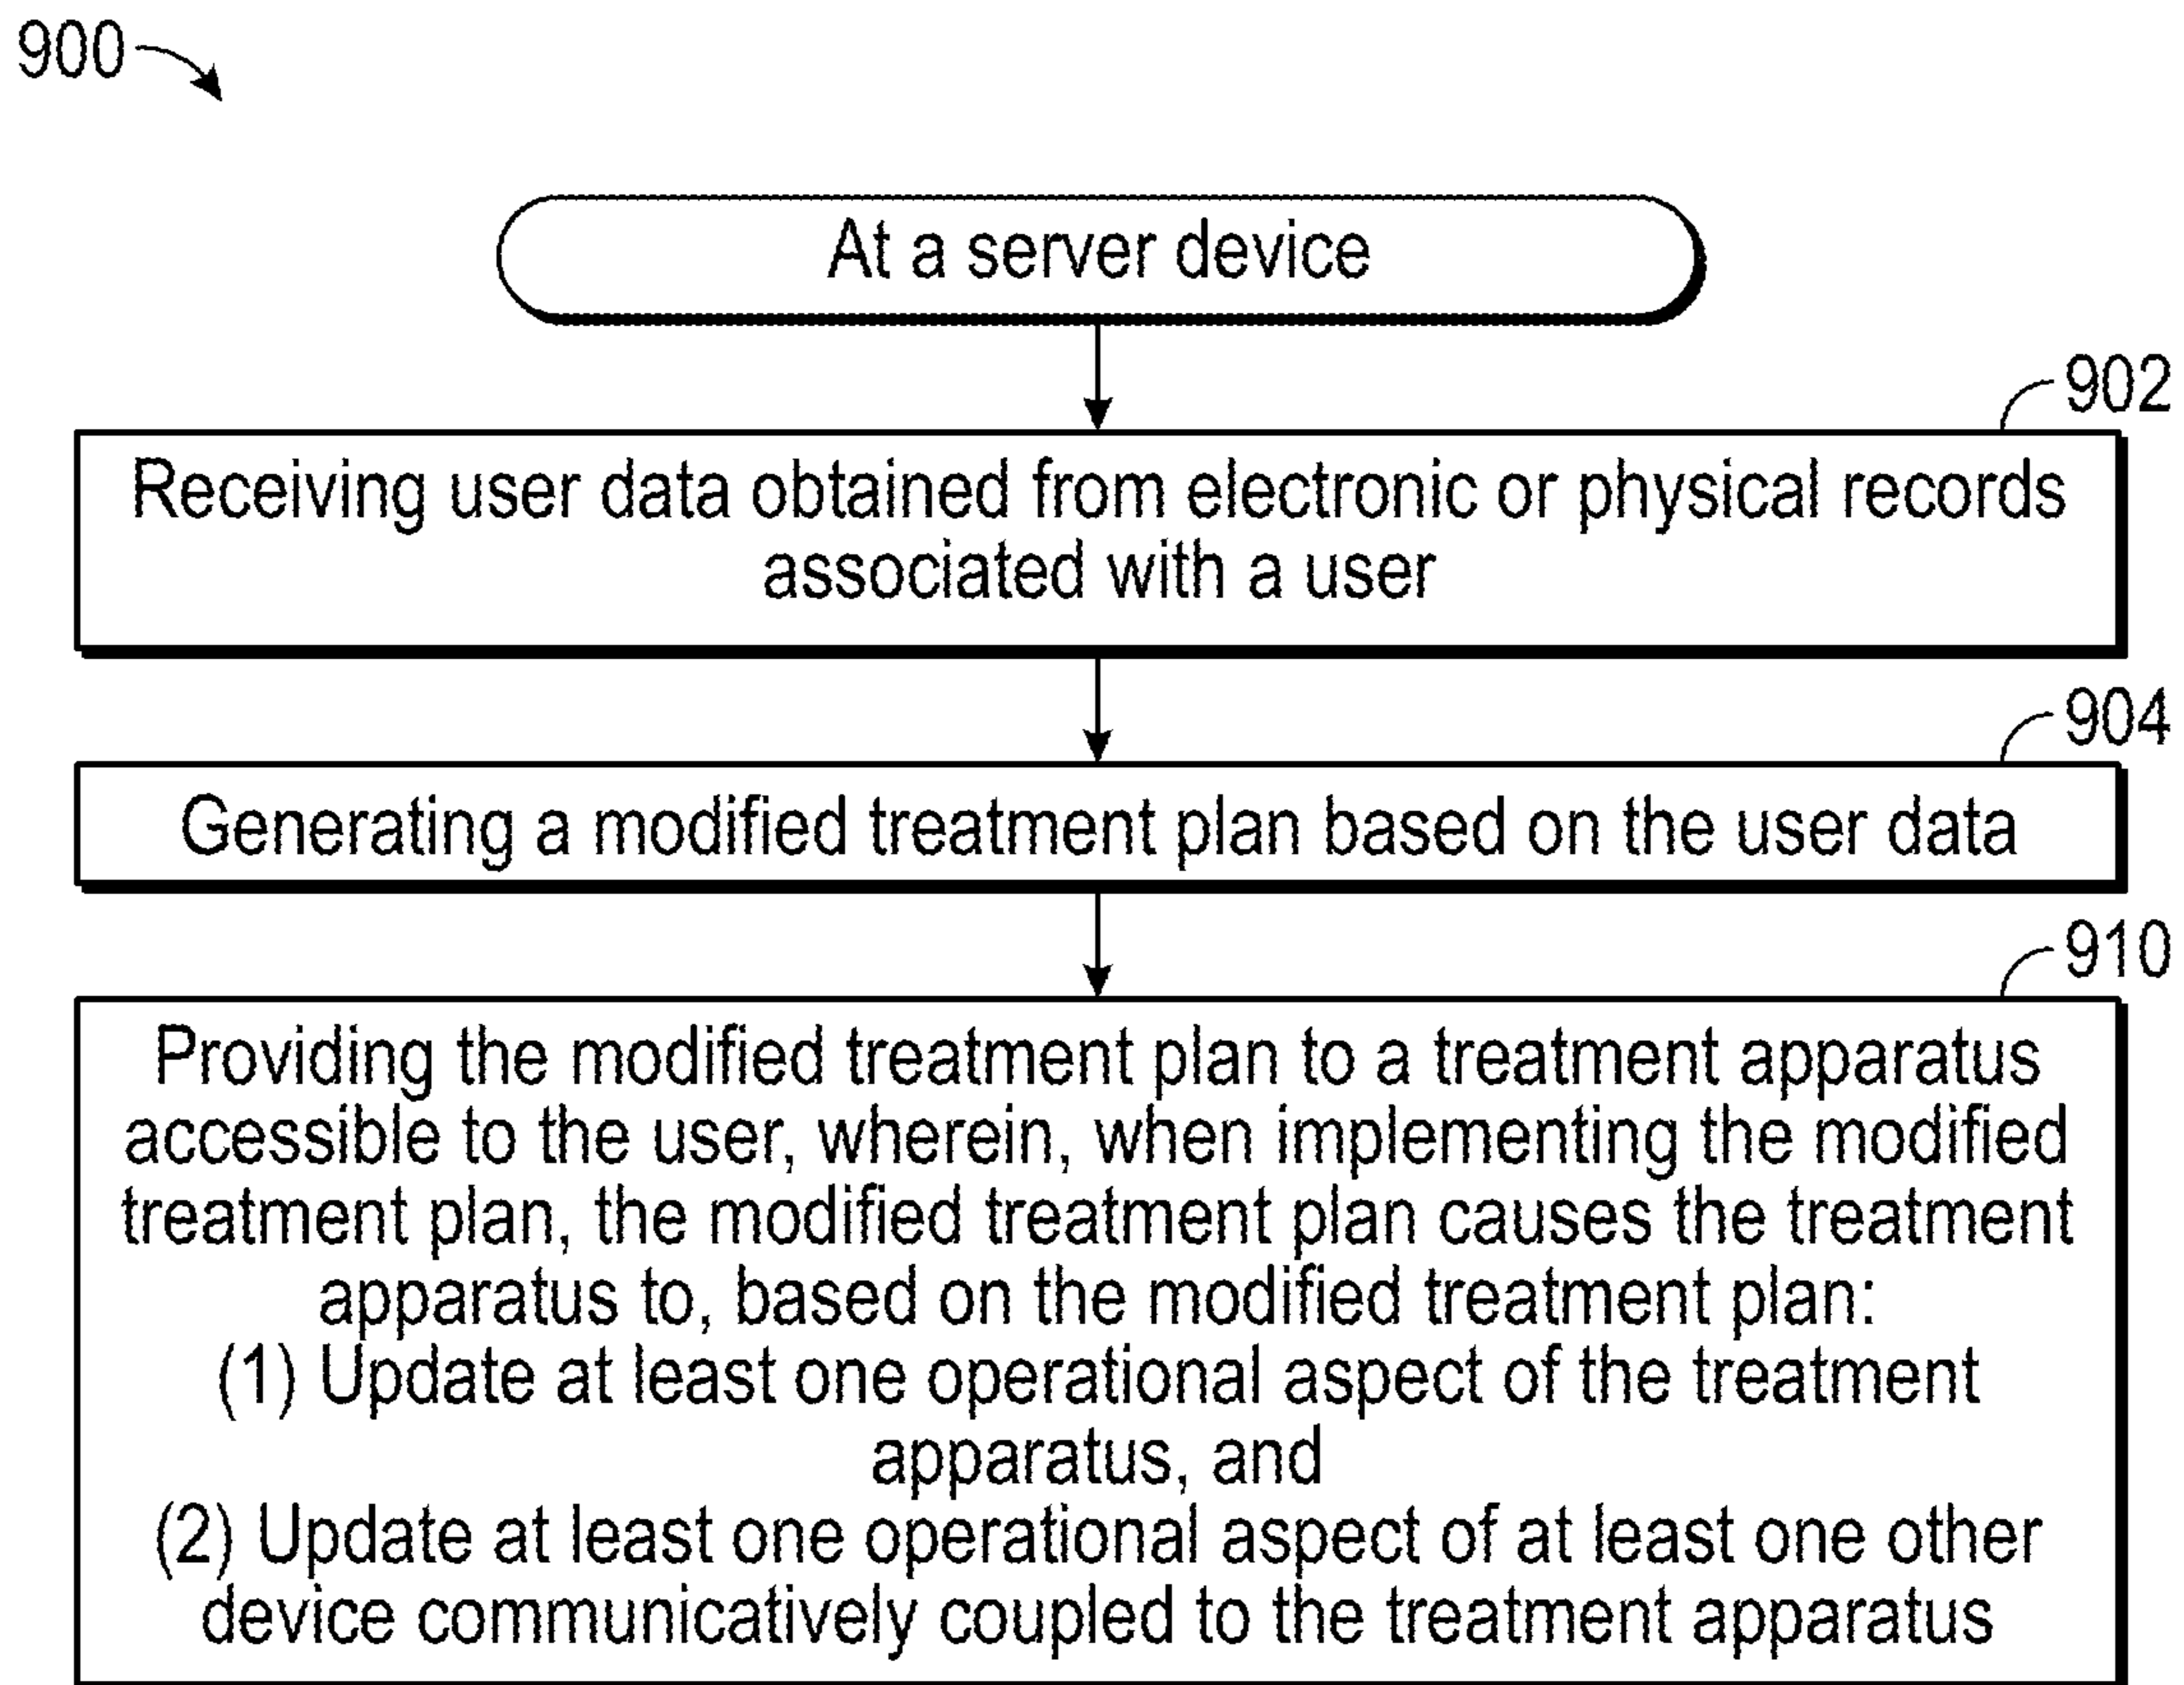 900
At a server device
902
Receiving user data obtained from electronic or physical records
associated with a user
904
Generating a modified treatment plan based on the user data
910
Providing the modified treatment plan to a treatment apparatus
accessible to the user, wherein, when implementing the modified
treatment plan, the modified treatment plan causes the treatment
apparatus to, based on the modified treatment plan:
(1) Update at least one operational aspect of the treatment
apparatus, and
(2) Update at least one operational aspect of at least one other
device communicatively coupled to the treatment apparatus